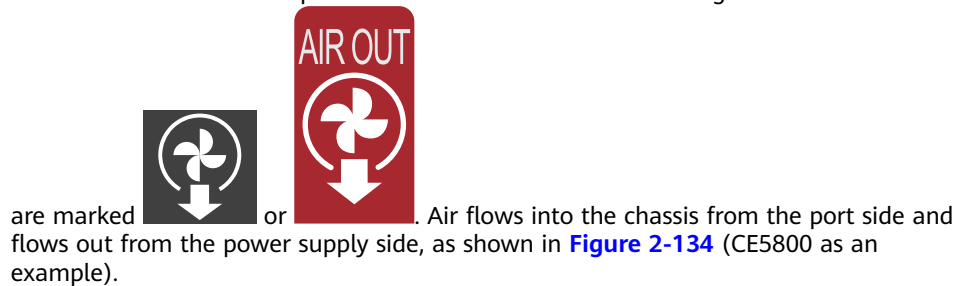 AIR OUT
are marked or . Air flows into the chassis from the port side and
flows out from the power supply side, as shown in Figure 2-134 (CE5800 as an
example).